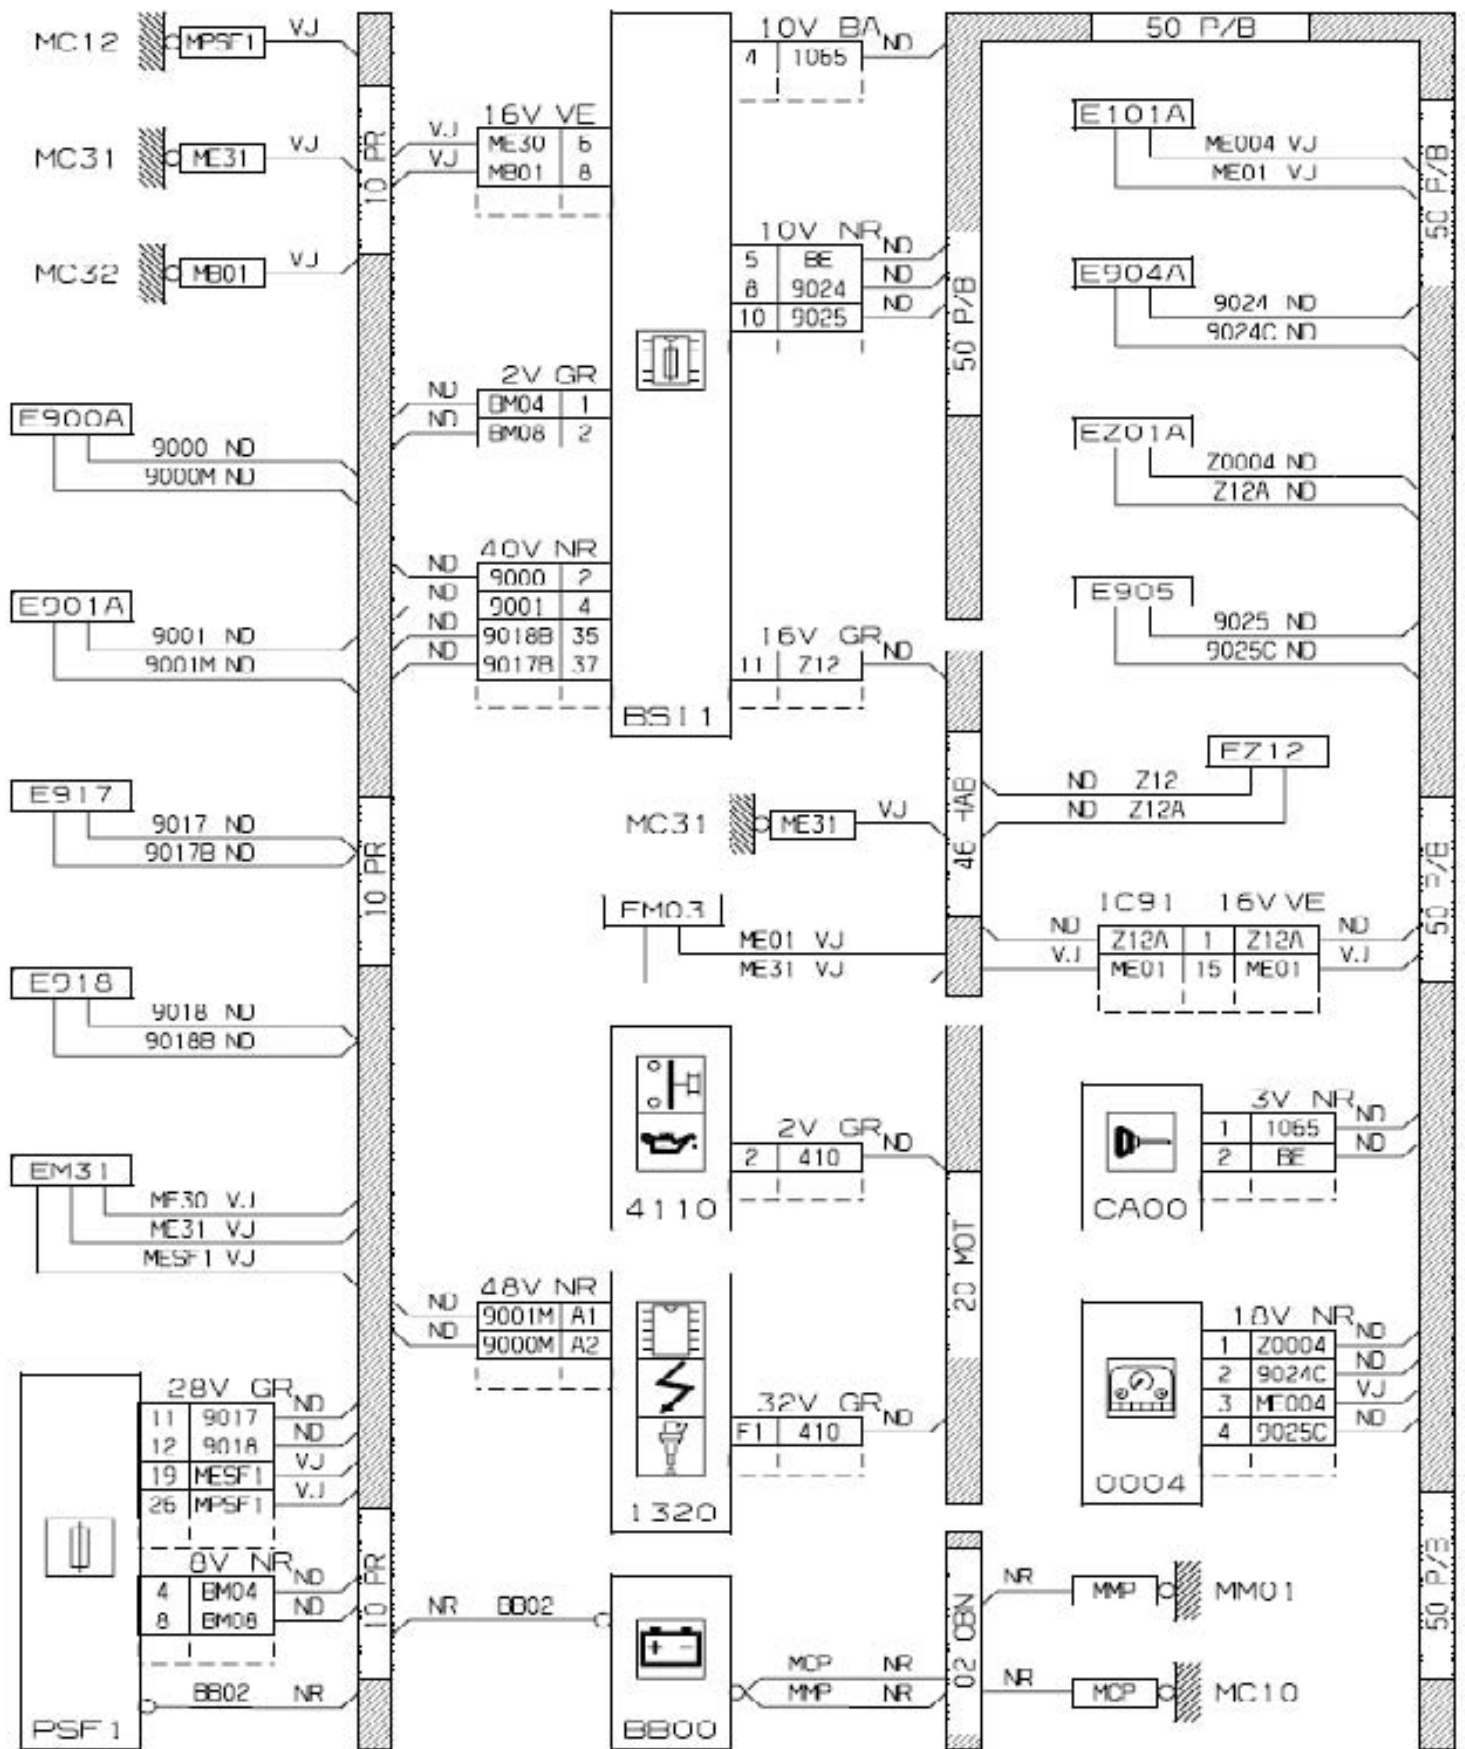 MC12 MPSF1 VJ
MC31 ME31 VJ
MC32 MB01 VJ
E900A
9000 ND
9000M ND
E901A
9001 ND
9001M ND
E917
9017 ND
9017B ND
E918
9018 ND
9018B ND
EM31
ME30 VJ
ME31 VJ
MESF1 VJ
28V GR
11 9017 ND
12 9018 ND
19 MESF1 VJ
26 MPSF1 VJ
8V NR
4 BM04 ND
8 BM08 ND
BB02 NR
PSF1
10 PR
10 PR
10 PR
16V VE
VJ ME30 6
VJ MB01 8
2V GR
ND BM04 1
ND BM08 2
40V NR
ND 9000 2
ND 9001 4
ND 9018B 35
ND 9017B 37
BSI1
10V BA
4 1065 ND
10V NR
5 BE ND
8 9024 ND
10 9025 ND
16V GR
11 Z12 ND
MC31 ME31 VJ
EM03
ME01 VJ
ME31 VJ
4110
2V GR
2 410 ND
48V NR
ND 9001M A1
ND 9000M A2
1320
32V GR
F1 410 ND
NR BB02
BB00
MCP NR
MMP NR
50 P/B
46 HAB
20 MOT
02 CBN
50 P/B
E101A
ME004 VJ
ME01 VJ
E904A
9024 ND
9024C ND
EZ01A
Z0004 ND
Z12A ND
E905
9025 ND
9025C ND
EZ12
ND Z12
ND Z12A
IC91 16V VE
ND Z12A 1 Z12A ND
VJ ME01 15 ME01 VJ
3V NR
1 1065 ND
2 BE ND
CA00
18V NR
1 Z0004 ND
2 9024C ND
3 ME004 VJ
4 9025C ND
0004
NR MMP MM01
NR MCP MC10
50 P/B
50 P/B
50 P/B